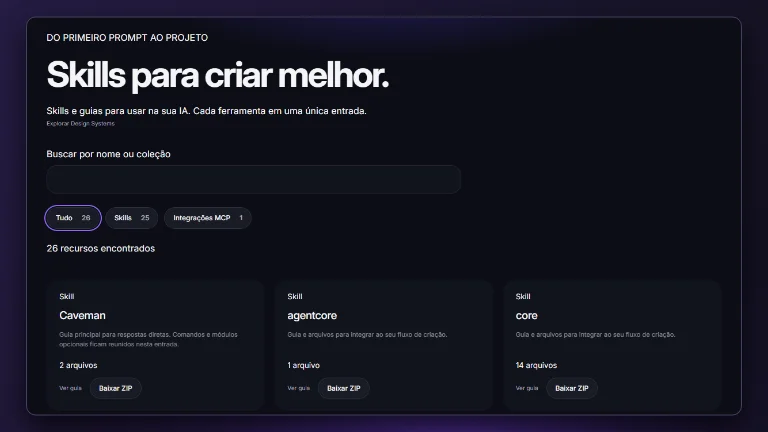 DO PRIMEIRO PROMPT AO PROJETO
Skills para criar melhor.
Skills e guias para usar na sua IA. Cada ferramenta em uma única entrada.
Explorar Design Systems
Buscar por nome ou coleção
Tudo 26 Skills 25 Integrações MCP 1
26 recursos encontrados
Skill
Caveman
Guia principal para respostas diretas. Comandos e módulos
opcionais ficam reunidos nesta entrada.
2 arquivos
Ver guia Baixar ZIP
Skill
agentcore
Guia e arquivos para integrar ao seu fluxo de criação.
1 arquivo
Ver guia Baixar ZIP
Skill
core
Guia e arquivos para integrar ao seu fluxo de criação.
14 arquivos
Ver guia Baixar ZIP